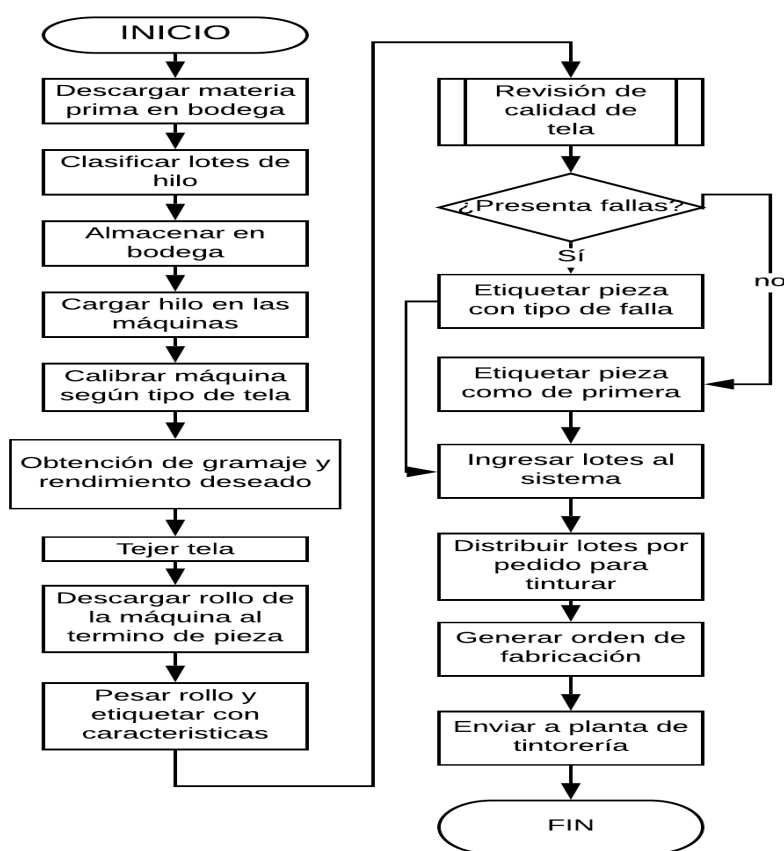 INICIO
Descargar materia
prima en bodega
Clasificar lotes de
hilo
Almacenar en
bodega
Cargar hilo en las
máquinas
Calibrar máquina
según tipo de tela
Obtención de gramaje y
rendimiento deseado
Tejer tela
Descargar rollo de
la máquina al
termino de pieza
Pesar rollo y
etiquetar con
caracteristicas
Revisión de
calidad de
tela
¿Presenta fallas?
Sí
no
Etiquetar pieza
con tipo de falla
Etiquetar pieza
como de primera
Ingresar lotes al
sistema
Distribuir lotes por
pedido para
tinturar
Generar orden de
fabricación
Enviar a planta de
tintorería
FIN